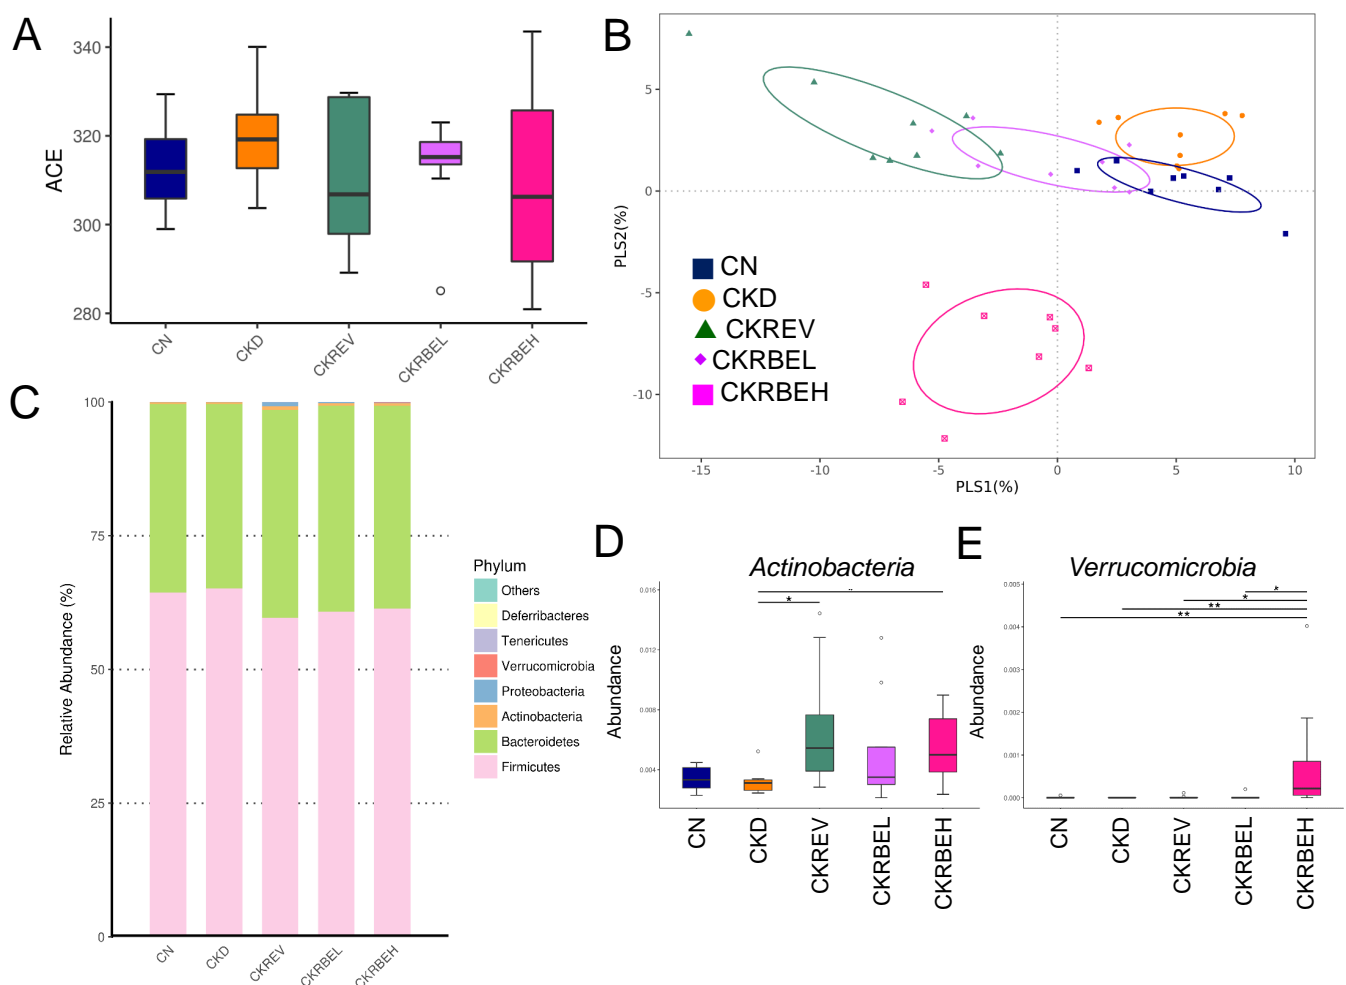 A
ACE
340
320
300
280
CN
CKD
CKREV
CKRBEL
CKRBEH
B
PLS2(%)
5
0
-5
-10
-15
-10
-5
0
5
10
PLS1(%)
CN
CKD
CKREV
CKRBEL
CKRBEH
C
Relative Abundance (%)
100
75
50
25
0
CN
CKD
CKREV
CKRBEL
CKRBEH
Phylum
Others
Deferribacteres
Tenericutes
Verrucomicrobia
Proteobacteria
Actinobacteria
Bacteroidetes
Firmicutes
D
Actinobacteria
Abundance
0.016
0.012
0.008
0.004
*
CN
CKD
CKREV
CKRBEL
CKRBEH
E
Verrucomicrobia
Abundance
0.005
0.004
0.003
0.002
0.001
0.000
*
*
**
**
CN
CKD
CKREV
CKRBEL
CKRBEH